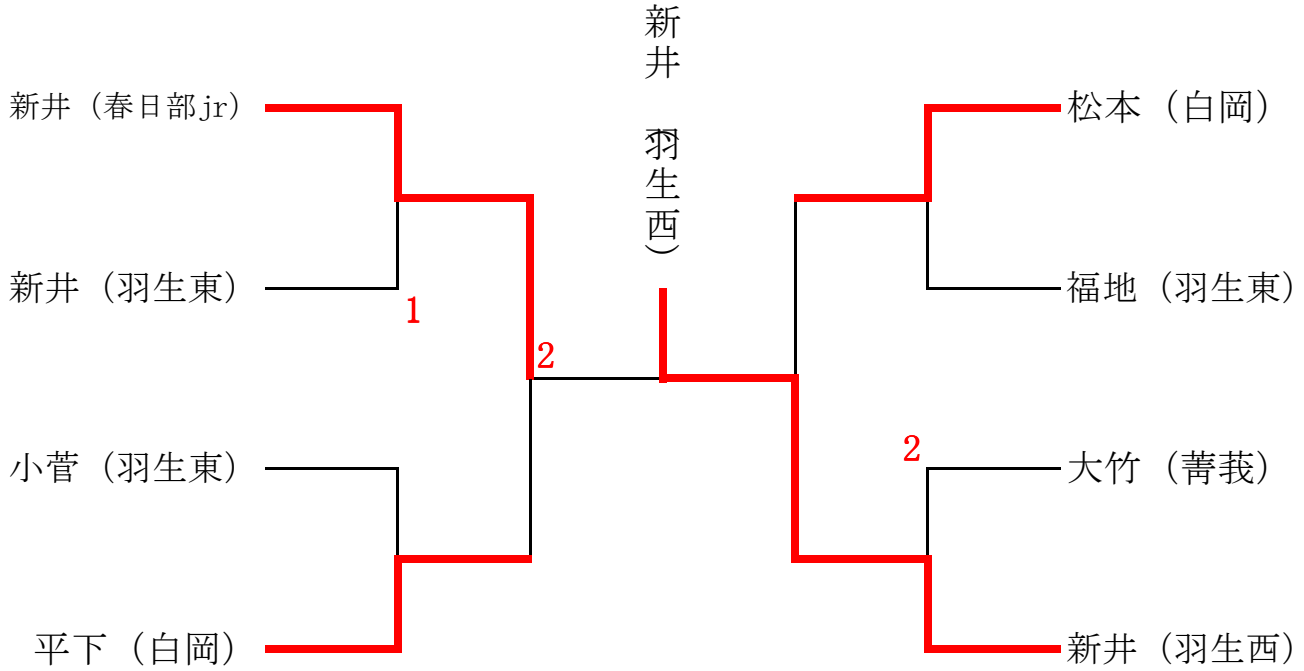 新井 (羽生西)
新井 (春日部jr)
松本 (白岡)
新井 (羽生東)
福地 (羽生東)
1
2
小菅 (羽生東)
2
大竹 (菁莪)
平下 (白岡)
新井 (羽生西)